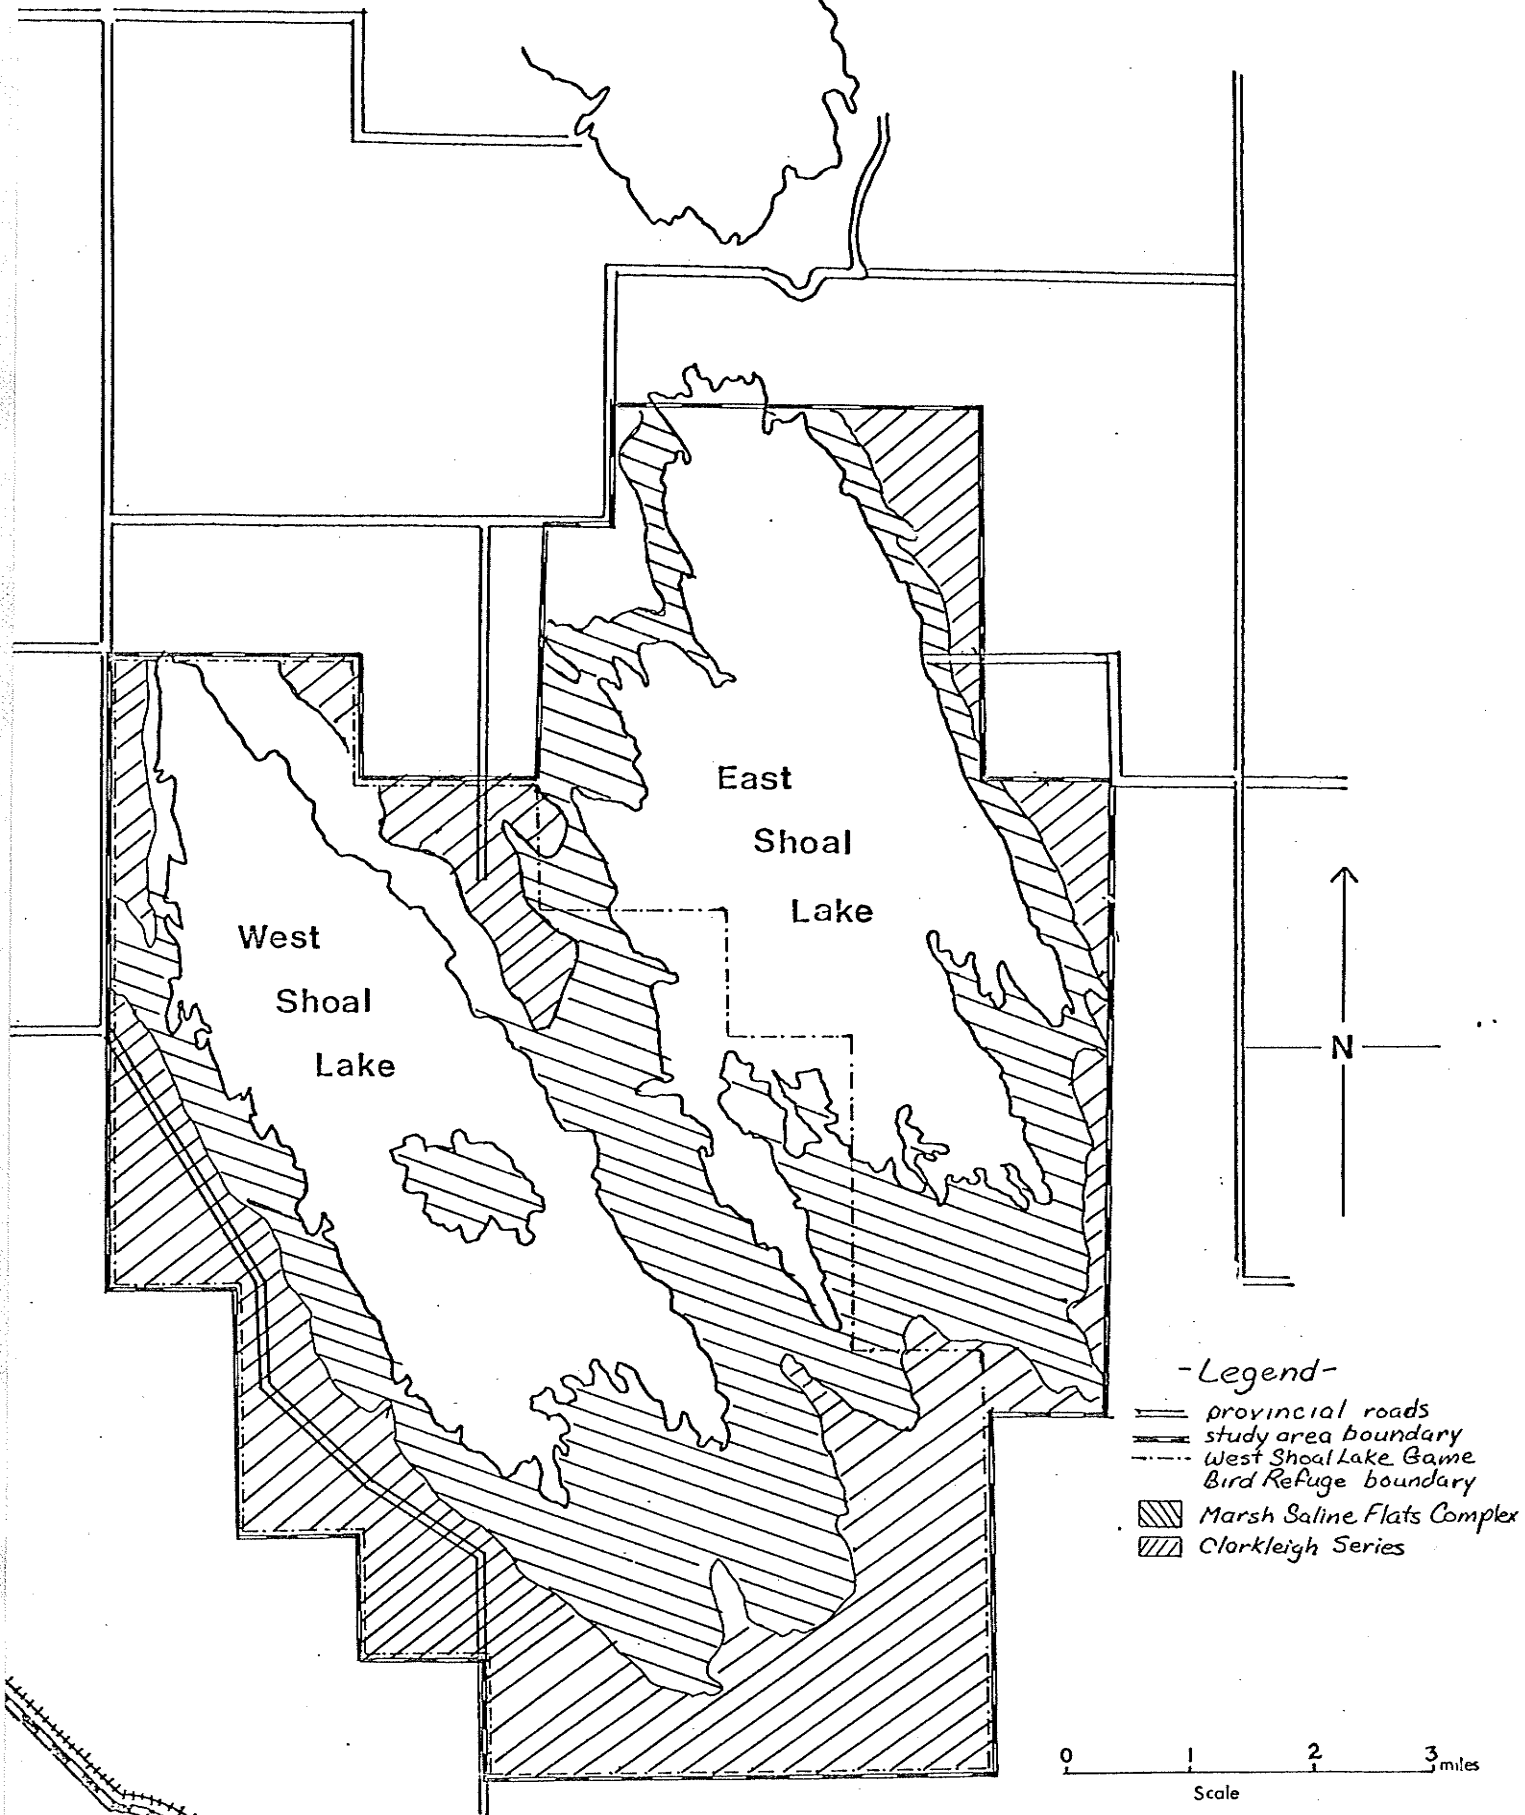 East
Shoal
Lake
West
Shoal
Lake
N
-Legend-
provincial roads
study area boundary
West Shoal Lake Game
Bird Refuge boundary
Marsh Saline Flats Complex
Clarkleigh Series
0 1 2 3 miles
Scale